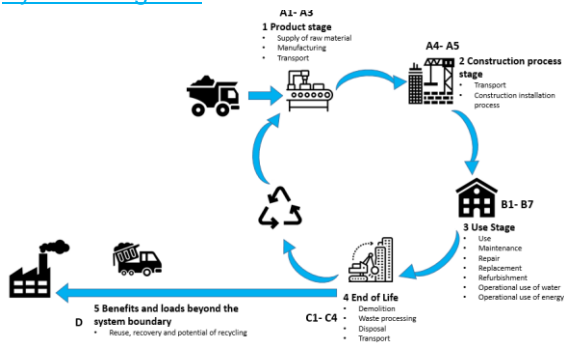 A1- A3
1 Product stage
• Supply of raw material
• Manufacturing
• Transport
A4- A5
2 Construction process
stage
• Transport
• Construction installation
process
B1- B7
3 Use Stage
• Use
• Maintenance
• Repair
• Replacement
• Refurbishment
• Operational use of water
• Operational use of energy
4 End of Life
C1- C4
• Demolition
• Waste processing
• Disposal
• Transport
5 Benefits and loads beyond the
D system boundary
• Reuse, recovery and potential of recycling